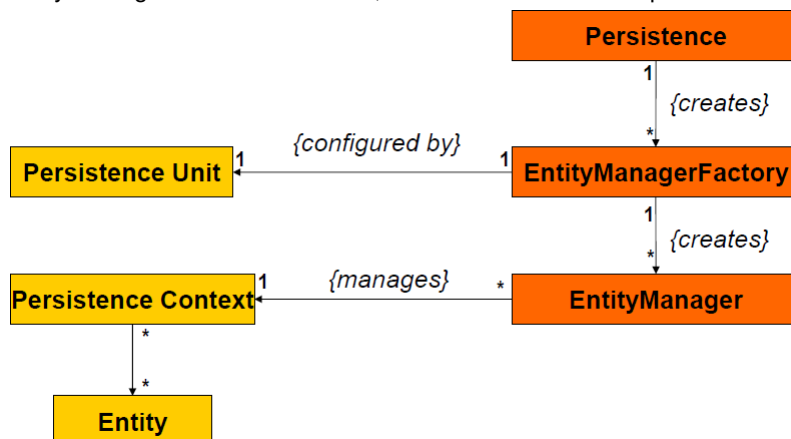 Persistence
1
{creates}
*
{configured by}
Persistence Unit
1
1
EntityManagerFactory
1
{creates}
*
{manages}
Persistence Context
1
*
EntityManager
*
*
Entity